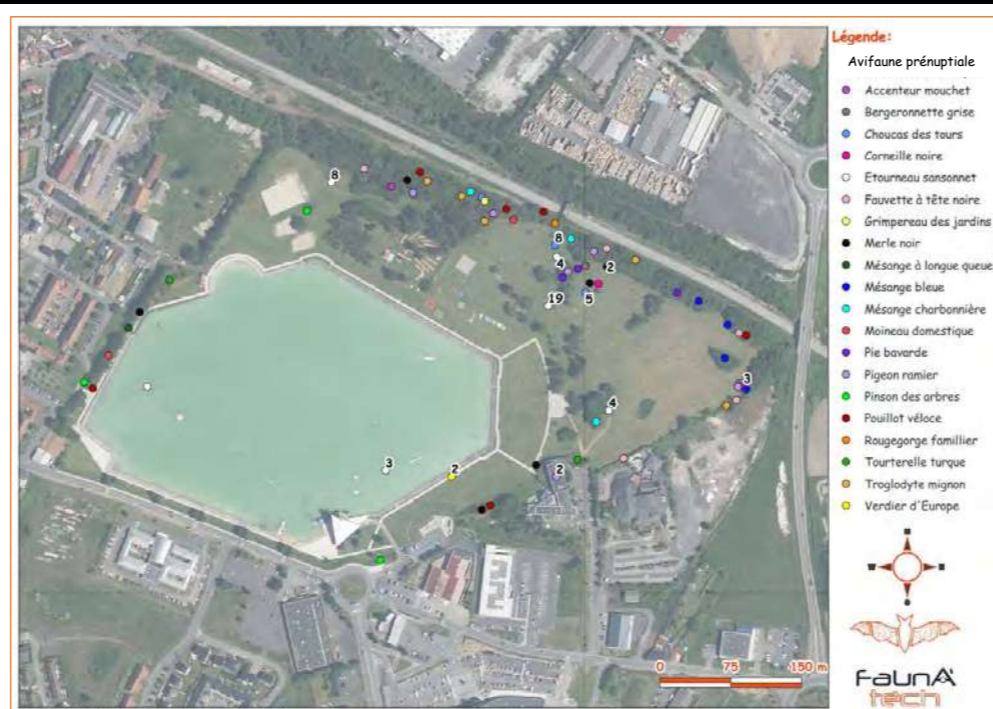 Légende:
Avifaune prénuptiale
Accenteur mouchet
Bergeronnette grise
Choucas des tours
Corneille noire
Etourneau sansonnet
Fauvette à tête noire
Grimpereau des jardins
Merle noir
Mésange à longue queue
Mésange bleue
Mésange charbonnière
Moineau domestique
Pie bavarde
Pigeon ramier
Pinson des arbres
Pouillot véloce
Rougegorge famillier
Tourterelle turque
Troglodyte mignon
Verdier d'Europe
8
8
4
2
19
5
3
4
3
2
2
0 75 150 m
FaunA
tech